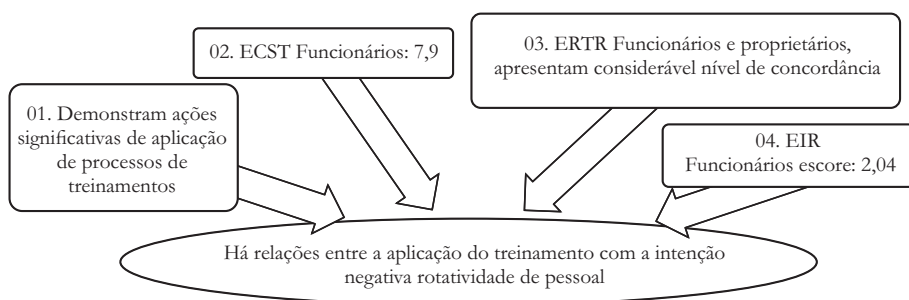 02. ECST Funcionários: 7,9
03. ERTR Funcionários e proprietários,
apresentam considerável nível de concordância
01. Demonstram ações
significativas de aplicação
de processos de
treinamentos
04. EIR
Funcionários escore: 2,04
Há relações entre a aplicação do treinamento com a intenção
negativa rotatividade de pessoal